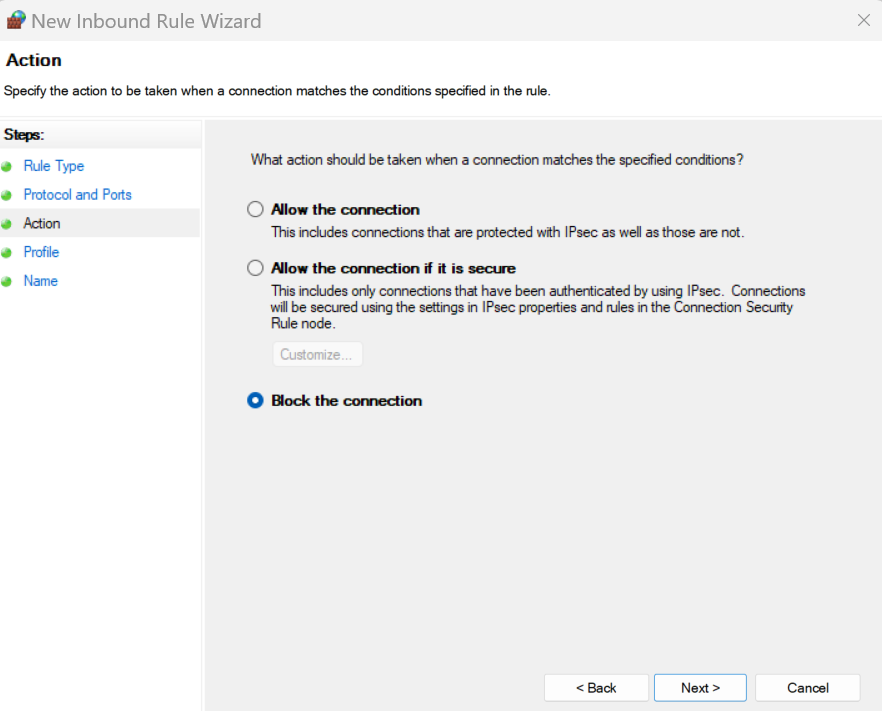 New Inbound Rule Wizard
Action
Specify the action to be taken when a connection matches the conditions specified in the rule.
Steps:
Rule Type
Protocol and Ports
Action
Profile
Name
What action should be taken when a connection matches the specified conditions?
Allow the connection
This includes connections that are protected with IPsec as well as those are not.
Allow the connection if it is secure
This includes only connections that have been authenticated by using IPsec. Connections
will be secured using the settings in IPsec properties and rules in the Connection Security
Rule node.
Customize...
Block the connection
< Back
Next >
Cancel